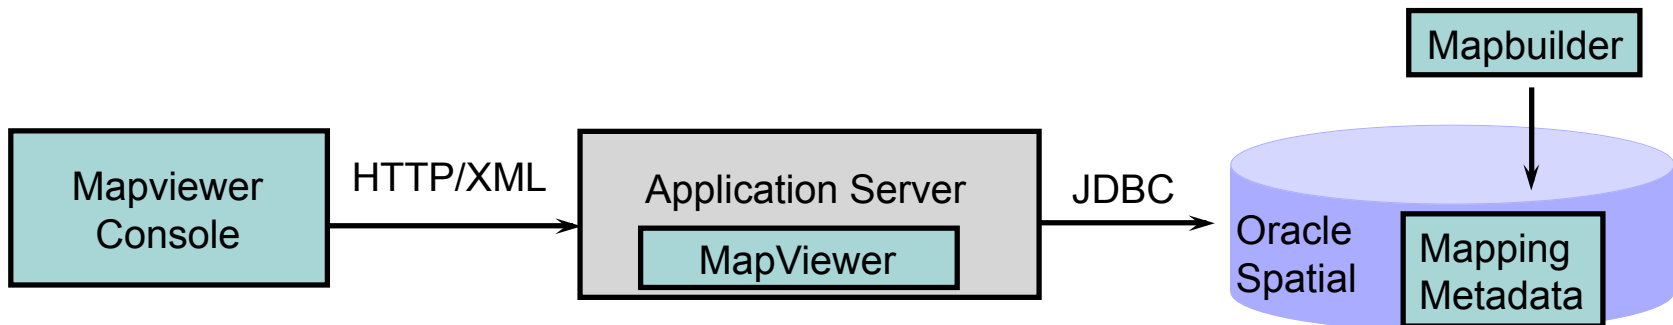 Mapbuilder
Mapviewer
Console
HTTP/XML
Application Server
MapViewer
JDBC
Oracle
Spatial
Mapping
Metadata